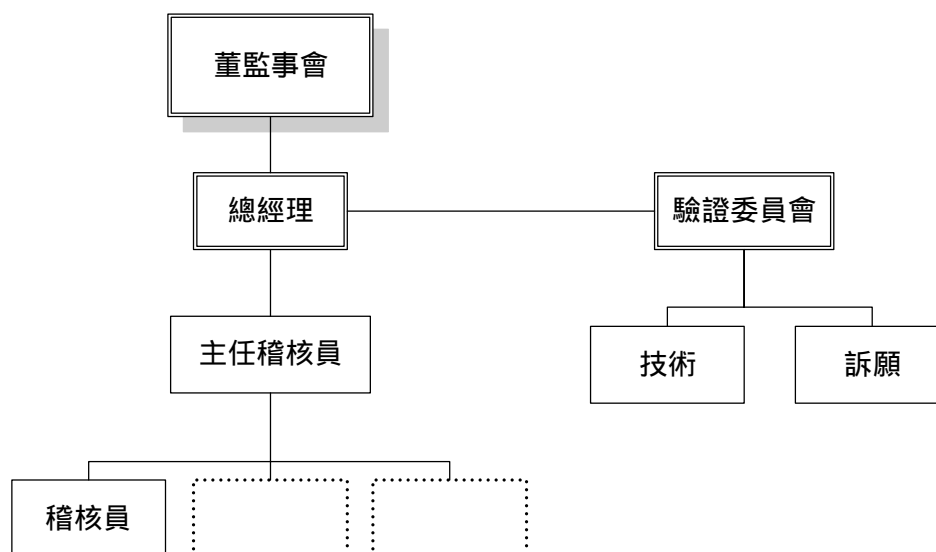 董監事會
總經理
驗證委員會
主任稽核員
技術
訴願
稽核員